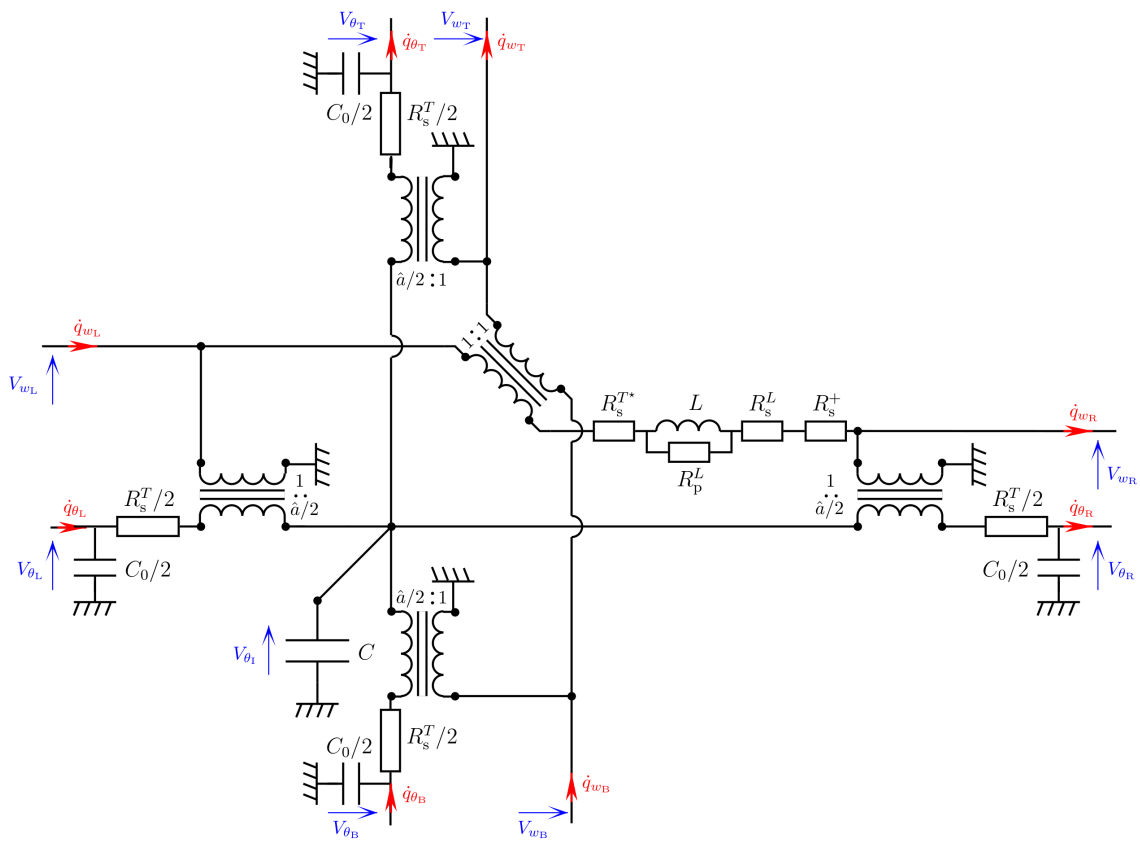 V_{θ_T} q̇_{θ_T} V_{w_T} q̇_{w_T}
C_0/2 R_s^T/2
â/2 : 1
q̇_{w_L} 1 : 1
V_{w_L}
R_s^{T⋆} L R_s^L R_s^+ q̇_{w_R}
R_p^L
V_{w_R}
q̇_{θ_L} R_s^T/2 1 : â/2 1 : â/2 R_s^T/2 q̇_{θ_R}
V_{θ_L} C_0/2 C_0/2 V_{θ_R}
â/2 : 1
V_{θ_I} C
C_0/2 R_s^T/2
q̇_{θ_B} q̇_{w_B}
V_{θ_B} V_{w_B}